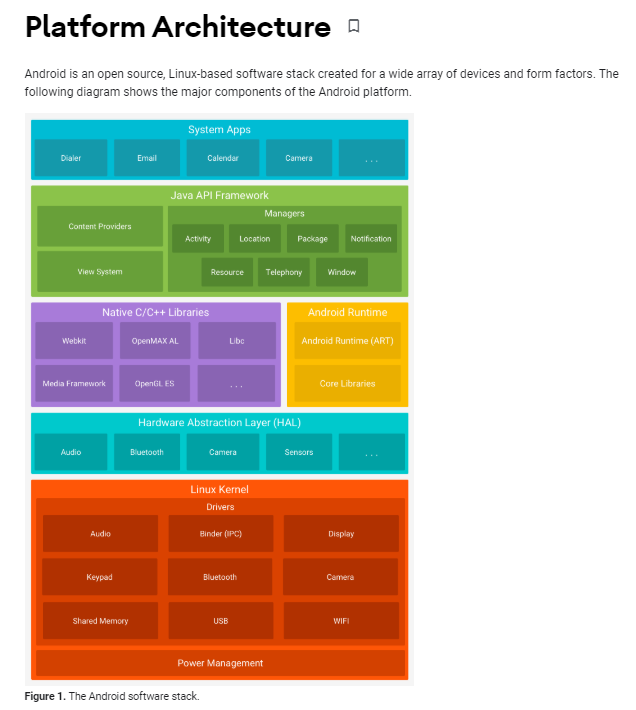 Platform Architecture
Android is an open source, Linux-based software stack created for a wide array of devices and form factors. The
following diagram shows the major components of the Android platform.
System Apps
Dialer
Email
Calendar
Camera
...
Java API Framework
Content Providers
View System
Managers
Activity
Location
Package
Notification
Resource
Telephony
Window
Native C/C++ Libraries
Webkit
OpenMAX AL
Libc
Media Framework
OpenGL ES
...
Android Runtime
Android Runtime (ART)
Core Libraries
Hardware Abstraction Layer (HAL)
Audio
Bluetooth
Camera
Sensors
...
Linux Kernel
Drivers
Audio
Binder (IPC)
Display
Keypad
Bluetooth
Camera
Shared Memory
USB
WIFI
Power Management
Figure 1. The Android software stack.